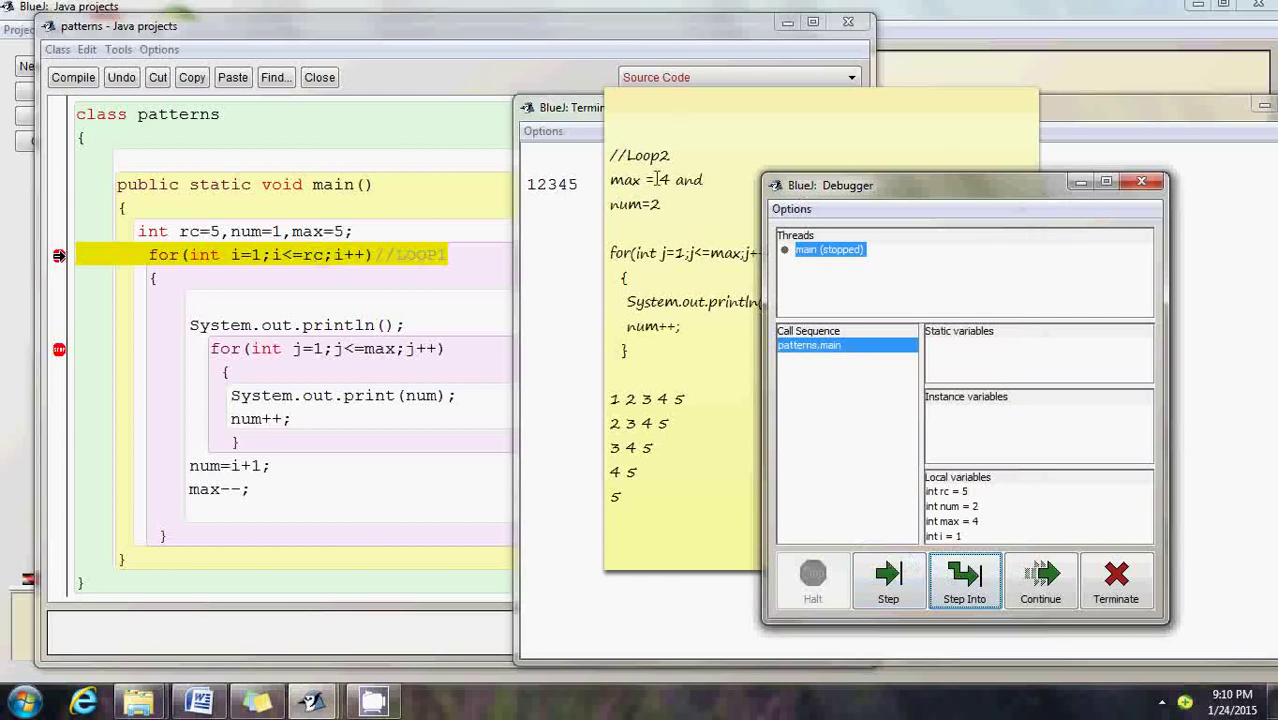 BlueJ: Java projects
Projec
patterns - Java projects
Class Edit Tools Options
Compile Undo Cut Copy Paste Find... Close
Source Code
class patterns
{
public static void main()
{
int rc=5,num=1,max=5;
for(int i=1;i<=rc;i++)//LOOP1
{
System.out.println();
for(int j=1;j<=max;j++)
{
System.out.print(num);
num++;
}
num=i+1;
max--;
}
}
}
BlueJ: Termin
Options
12345
//Loop2
max =4 and
num=2
for(int j=1;j<=max;j++
{
System.out.println(
num++;
}
1 2 3 4 5
2 3 4 5
3 4 5
4 5
5
BlueJ: Debugger
Options
Threads
main (stopped)
Call Sequence
patterns.main
Static variables
Instance variables
Local variables
int rc = 5
int num = 2
int max = 4
int i = 1
Halt Step Step Into Continue Terminate
9:10 PM
1/24/2015